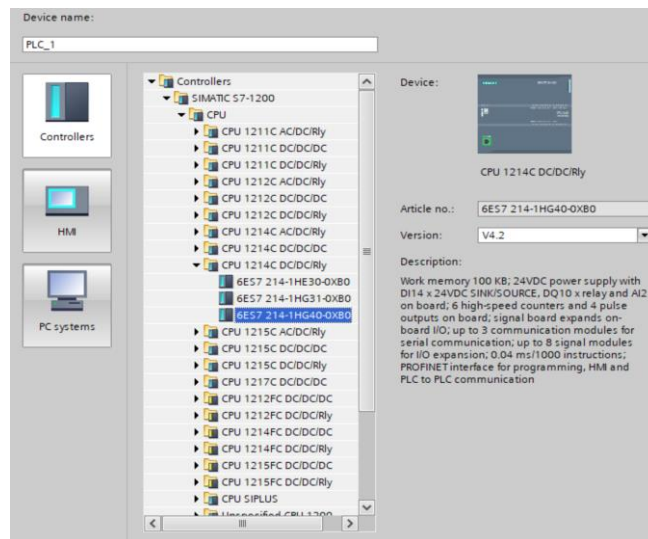 Device name:
PLC_1
Controllers
HMI
PC systems
Controllers
SIMATIC S7-1200
CPU
CPU 1211C AC/DC/Rly
CPU 1211C DC/DC/DC
CPU 1211C DC/DC/Rly
CPU 1212C AC/DC/Rly
CPU 1212C DC/DC/DC
CPU 1212C DC/DC/Rly
CPU 1214C AC/DC/Rly
CPU 1214C DC/DC/DC
CPU 1214C DC/DC/Rly
6ES7 214-1HE30-0XB0
6ES7 214-1HG31-0XB0
6ES7 214-1HG40-0XB0
CPU 1215C AC/DC/Rly
CPU 1215C DC/DC/DC
CPU 1215C DC/DC/Rly
CPU 1217C DC/DC/DC
CPU 1212FC DC/DC/DC
CPU 1212FC DC/DC/Rly
CPU 1214FC DC/DC/DC
CPU 1214FC DC/DC/Rly
CPU 1215FC DC/DC/DC
CPU 1215FC DC/DC/Rly
CPU SIPLUS
Unspecified CPU 1200
Device:
CPU 1214C DC/DC/Rly
Article no.:
6ES7 214-1HG40-0XB0
Version:
V4.2
Description:
Work memory 100 KB; 24VDC power supply with
DI14 x 24VDC SINK/SOURCE, DQ10 x relay and AI2
on board; 6 high-speed counters and 4 pulse
outputs on board; signal board expands on-
board I/O; up to 3 communication modules for
serial communication; up to 8 signal modules
for I/O expansion; 0.04 ms/1000 instructions;
PROFINET interface for programming, HMI and
PLC to PLC communication